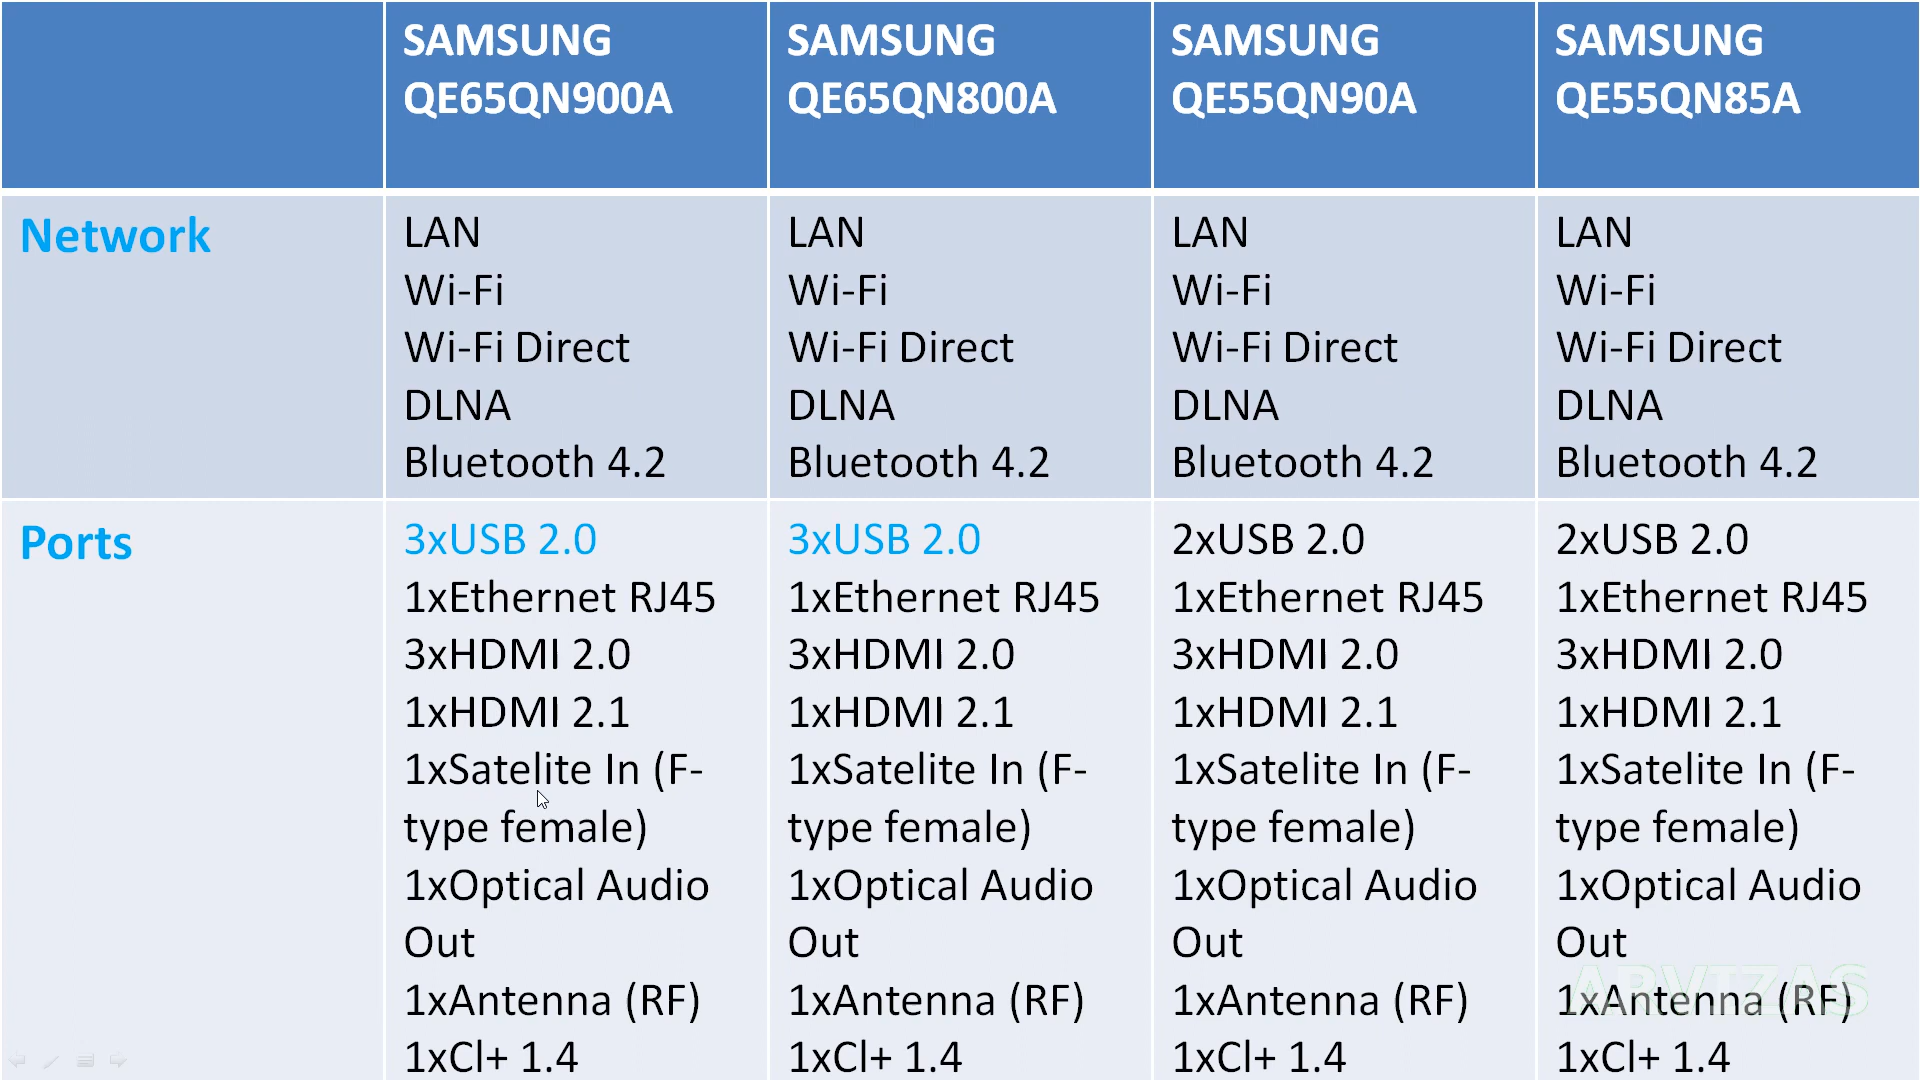 SAMSUNG
QE65QN900A
SAMSUNG
QE65QN800A
SAMSUNG
QE55QN90A
SAMSUNG
QE55QN85A
Network
LAN
Wi-Fi
Wi-Fi Direct
DLNA
Bluetooth 4.2
LAN
Wi-Fi
Wi-Fi Direct
DLNA
Bluetooth 4.2
LAN
Wi-Fi
Wi-Fi Direct
DLNA
Bluetooth 4.2
LAN
Wi-Fi
Wi-Fi Direct
DLNA
Bluetooth 4.2
Ports
3xUSB 2.0
1xEthernet RJ45
3xHDMI 2.0
1xHDMI 2.1
1xSatelite In (F-
type female)
1xOptical Audio
Out
1xAntenna (RF)
1xCl+ 1.4
3xUSB 2.0
1xEthernet RJ45
3xHDMI 2.0
1xHDMI 2.1
1xSatelite In (F-
type female)
1xOptical Audio
Out
1xAntenna (RF)
1xCl+ 1.4
2xUSB 2.0
1xEthernet RJ45
3xHDMI 2.0
1xHDMI 2.1
1xSatelite In (F-
type female)
1xOptical Audio
Out
1xAntenna (RF)
1xCl+ 1.4
2xUSB 2.0
1xEthernet RJ45
3xHDMI 2.0
1xHDMI 2.1
1xSatelite In (F-
type female)
1xOptical Audio
Out
1xAntenna (RF)
1xCl+ 1.4
ARVIZAS